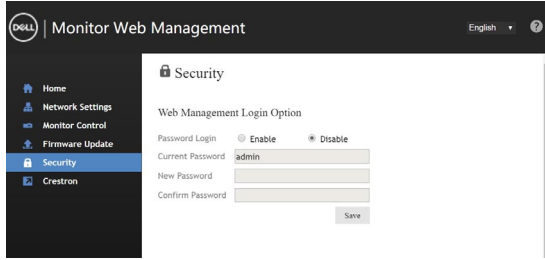 DELL | Monitor Web Management
English ▼ ?
Home
Network Settings
Monitor Control
Firmware Update
Security
Crestron
Security
Web Management Login Option
Password Login Enable Disable
Current Password admin
New Password
Confirm Password
Save